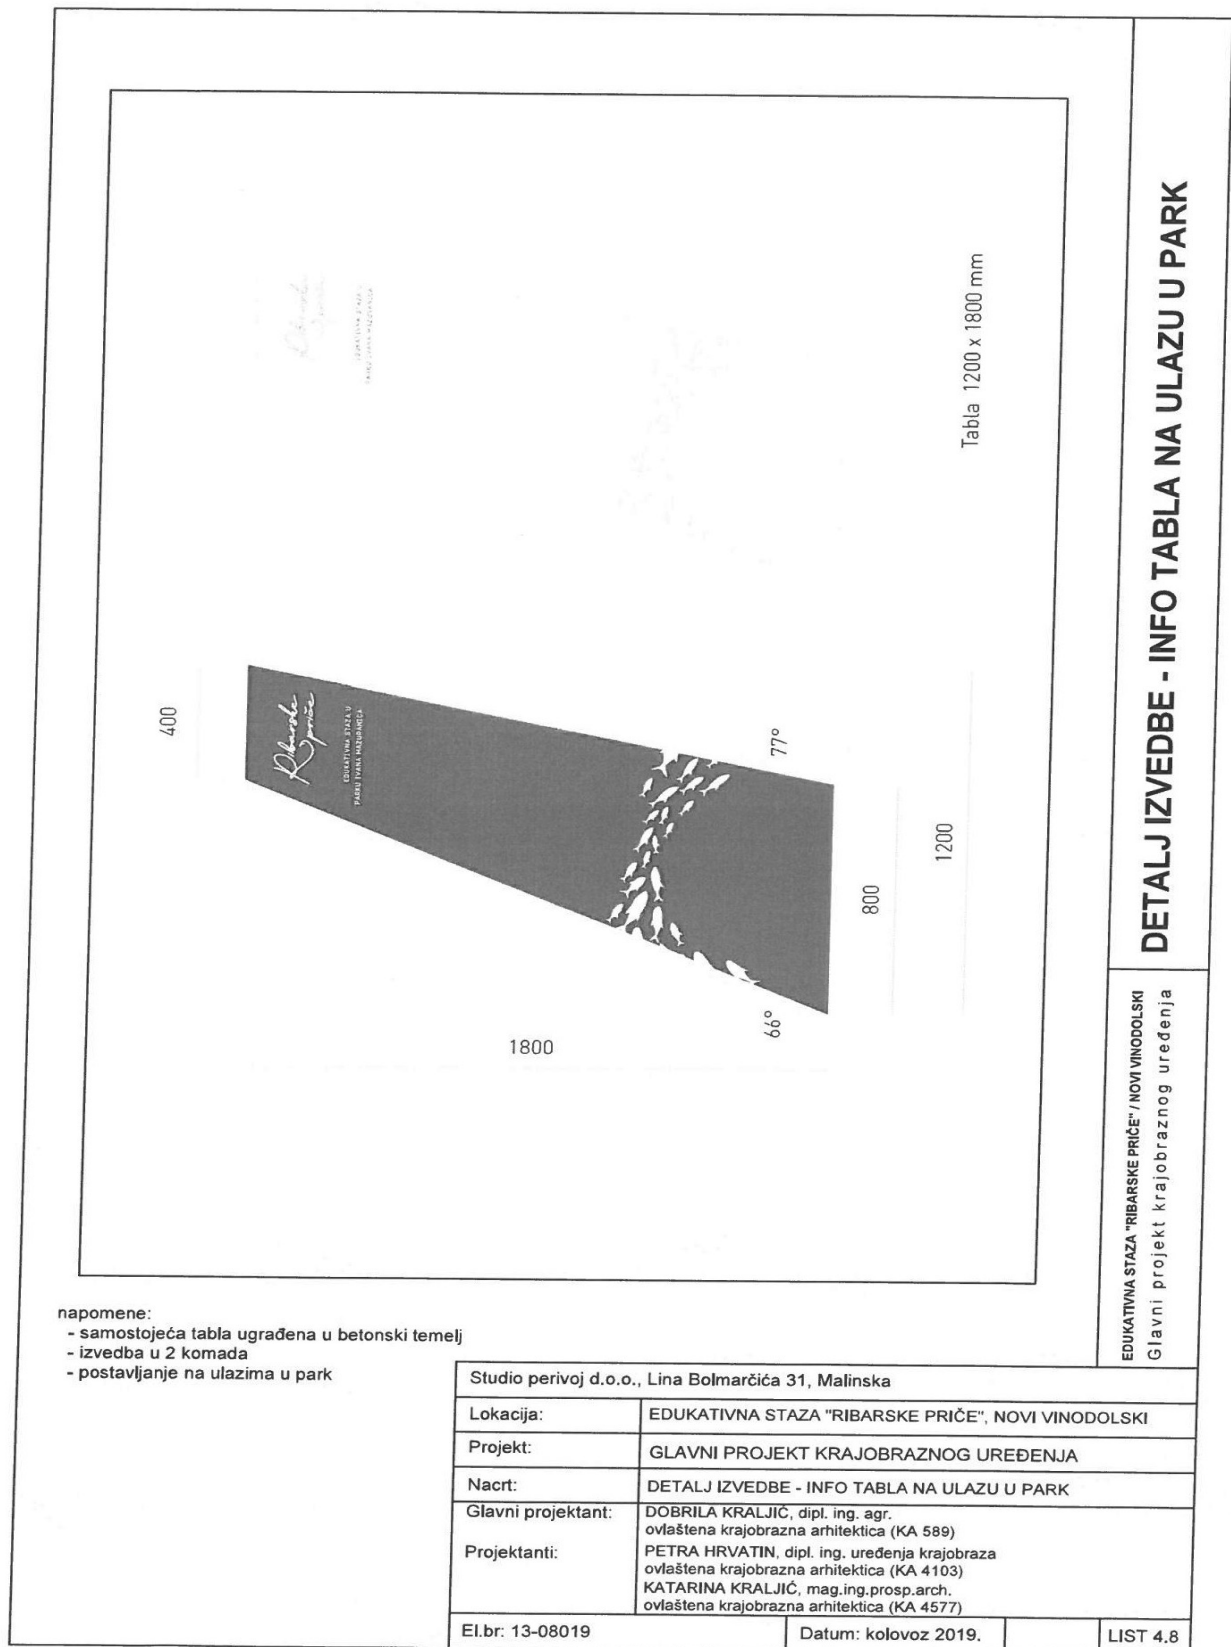 Tabla 1200 x 1800 mm
400
Ribarske
priče
EDUKATIVNA STAZA U
PARKU IVANA MAŽURANIĆA
77°
66°
800
1200
1800
DETALJ IZVEDBE - INFO TABLA NA ULAZU U PARK
EDUKATIVNA STAZA "RIBARSKE PRIČE" / NOVI VINODOLSKI
Glavni projekt krajobraznog uređenja
napomene:
- samostojeća tabla ugrađena u betonski temelj
- izvedba u 2 komada
- postavljanje na ulazima u park
Studio perivoj d.o.o., Lina Bolmarčića 31, Malinska
Lokacija: EDUKATIVNA STAZA "RIBARSKE PRIČE", NOVI VINODOLSKI
Projekt: GLAVNI PROJEKT KRAJOBRAZNOG UREĐENJA
Nacrt: DETALJ IZVEDBE - INFO TABLA NA ULAZU U PARK
Glavni projektant: DOBRILA KRALJIĆ, dipl. ing. agr.
ovlaštena krajobrazna arhitektica (KA 589)
Projektanti: PETRA HRVATIN, dipl. ing. uređenja krajobraza
ovlaštena krajobrazna arhitektica (KA 4103)
KATARINA KRALJIĆ, mag.ing.prosp.arch.
ovlaštena krajobrazna arhitektica (KA 4577)
El.br: 13-08019 Datum: kolovoz 2019. LIST 4.8